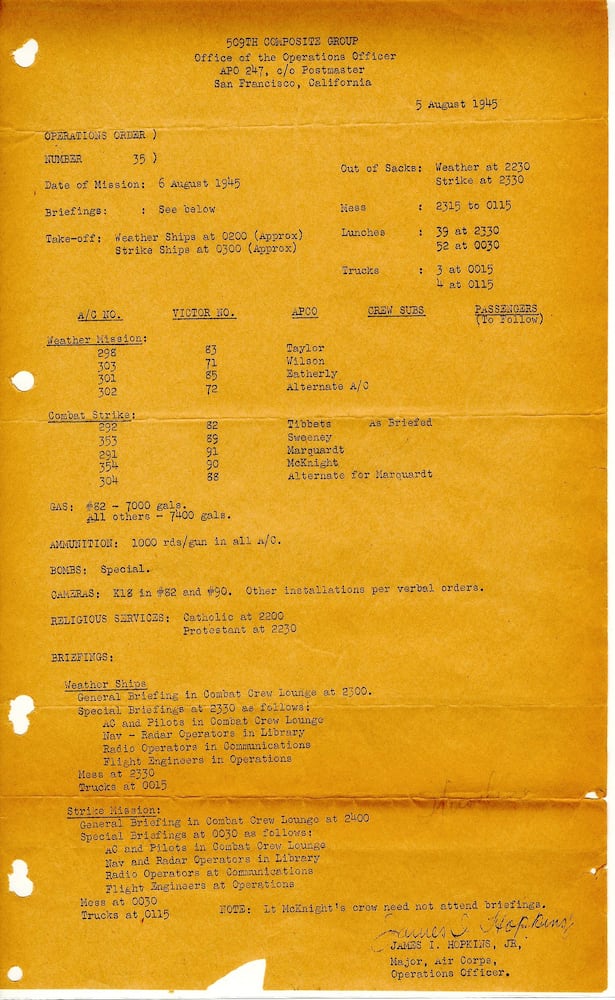 509TH COMPOSITE GROUP
Office of the Operations Officer
APO 247, c/o Postmaster
San Francisco, California
5 August 1945
OPERATIONS ORDER )
NUMBER 35 )
Out of Sacks: Weather at 2230
Strike at 2330
Date of Mission: 6 August 1945
Mess : 2315 to 0115
Briefings: : See below
Lunches : 39 at 2330
52 at 0030
Take-off: Weather Ships at 0200 (Approx)
Strike Ships at 0300 (Approx)
Trucks : 3 at 0015
4 at 0115
A/C NO. VICTOR NO. APCO CREW SUBS PASSENGERS
(To Follow)
Weather Mission:
298 83 Taylor
303 71 Wilson
301 85 Eatherly
302 72 Alternate A/C
Combat Strike:
292 82 Tibbets As Briefed
353 89 Sweeney
291 91 Marquardt
354 90 McKnight
304 88 Alternate for Marquardt
GAS: #82 - 7000 gals.
All others - 7400 gals.
AMMUNITION: 1000 rds/gun in all A/C.
BOMBS: Special.
CAMERAS: K18 in #82 and #90. Other installations per verbal orders.
RELIGIOUS SERVICES: Catholic at 2200
Protestant at 2230
BRIEFINGS:
Weather Ships
General Briefing in Combat Crew Lounge at 2300.
Special Briefings at 2330 as follows:
AC and Pilots in Combat Crew Lounge
Nav - Radar Operators in Library
Radio Operators in Communications
Flight Engineers in Operations
Mess at 2330
Trucks at 0015
Strike Mission:
General Briefing in Combat Crew Lounge at 2400
Special Briefings at 0030 as follows:
AC and Pilots in Combat Crew Lounge
Nav and Radar Operators in Library
Radio Operators at Communications
Flight Engineers at Operations
Mess at 0030
Trucks at 0115 NOTE: Lt McKnight's crew need not attend briefings.
James I. Hopkins
JAMES I. HOPKINS, JR,
Major, Air Corps,
Operations Officer.